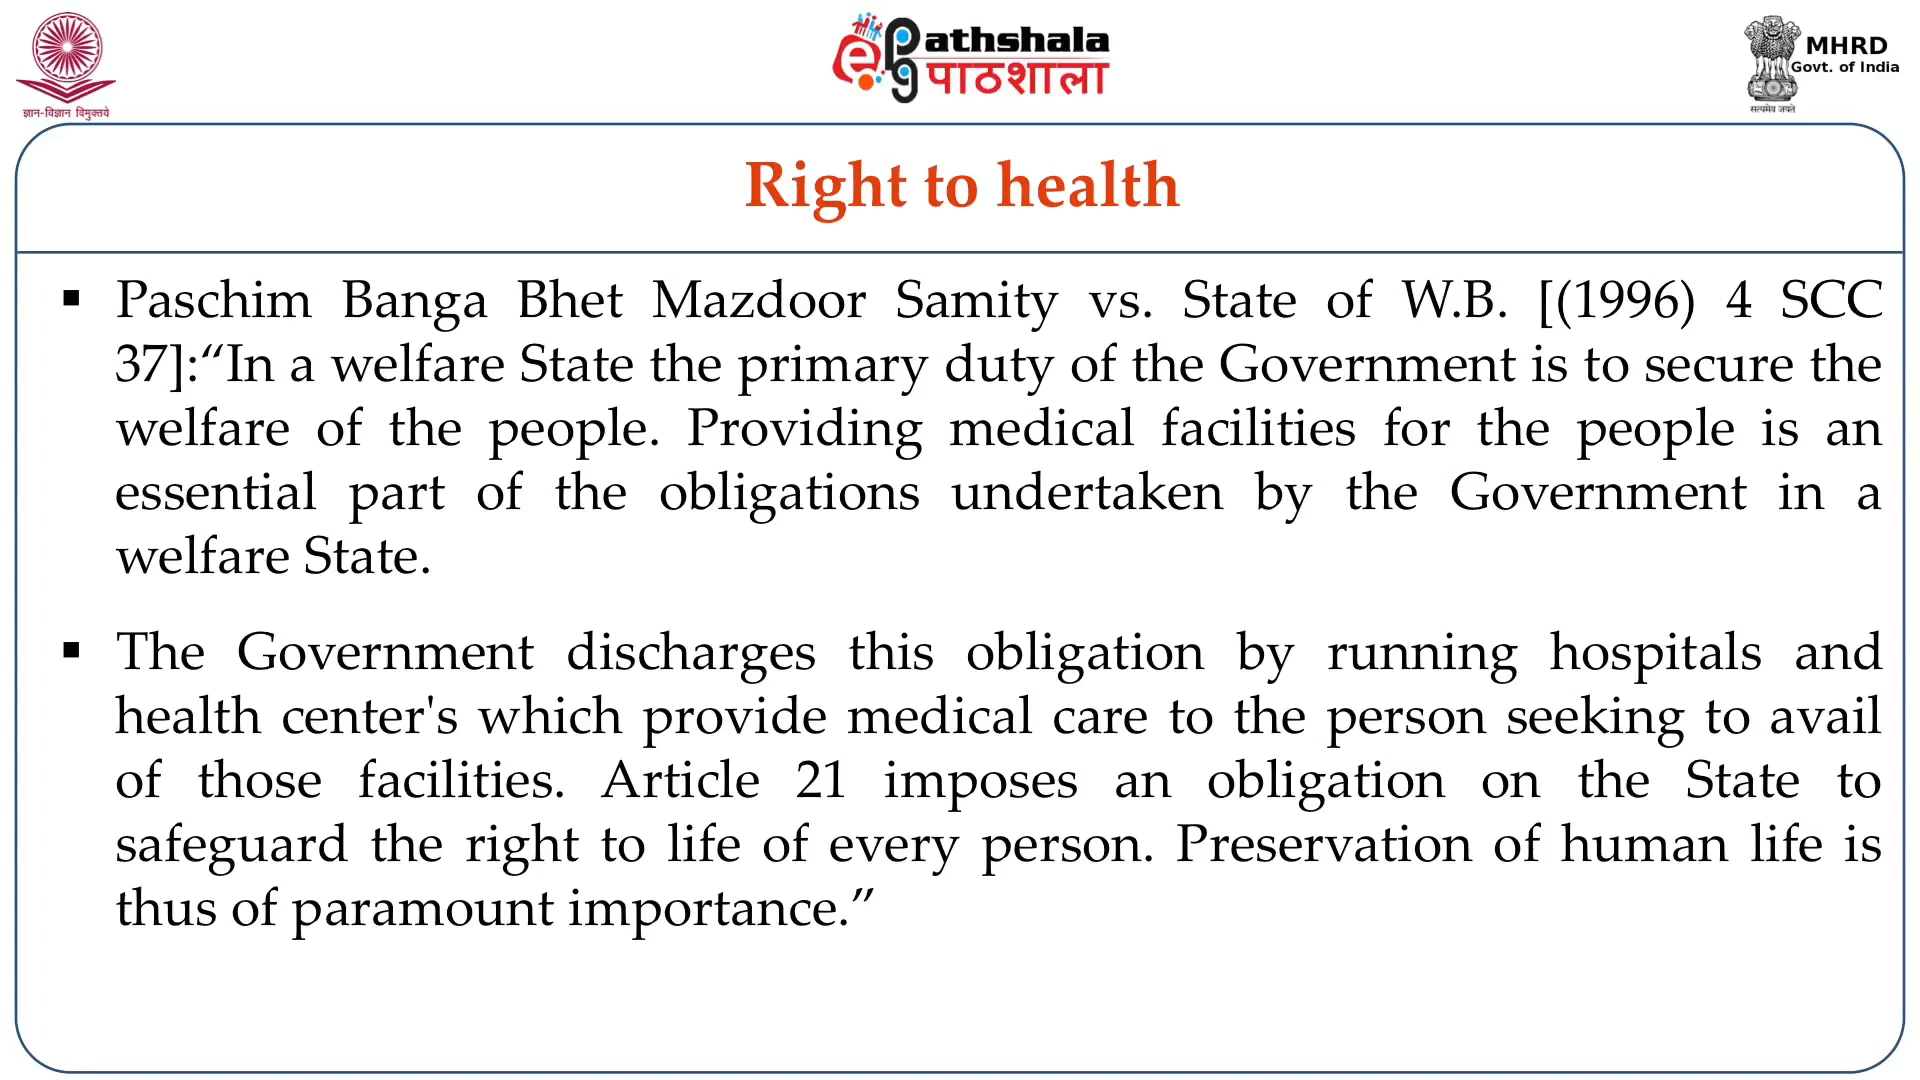 ज्ञान-विज्ञान विमुक्तये
e
pg
athshala
पाठशाला
MHRD
Govt. of India
सत्यमेव जयते
Right to health
▪ Paschim Banga Bhet Mazdoor Samity vs. State of W.B. [(1996) 4 SCC
37]:“In a welfare State the primary duty of the Government is to secure the
welfare of the people. Providing medical facilities for the people is an
essential part of the obligations undertaken by the Government in a
welfare State.
▪ The Government discharges this obligation by running hospitals and
health center's which provide medical care to the person seeking to avail
of those facilities. Article 21 imposes an obligation on the State to
safeguard the right to life of every person. Preservation of human life is
thus of paramount importance.”